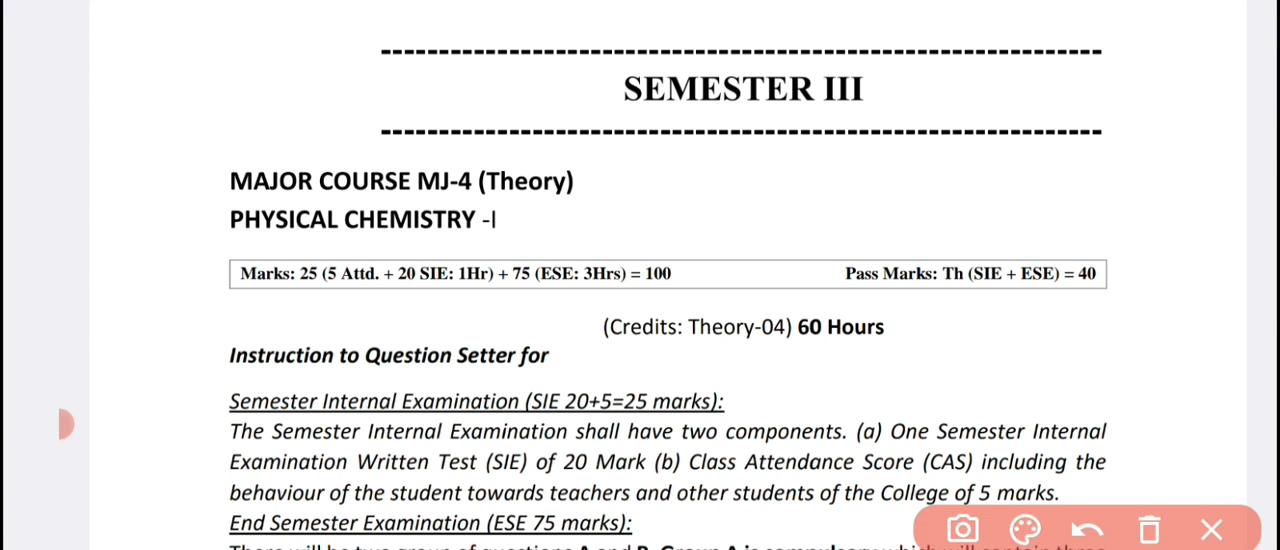 SEMESTER III
MAJOR COURSE MJ-4 (Theory)
PHYSICAL CHEMISTRY -I
Marks: 25 (5 Attd. + 20 SIE: 1Hr) + 75 (ESE: 3Hrs) = 100 Pass Marks: Th (SIE + ESE) = 40
(Credits: Theory-04) 60 Hours
Instruction to Question Setter for
Semester Internal Examination (SIE 20+5=25 marks):
The Semester Internal Examination shall have two components. (a) One Semester Internal
Examination Written Test (SIE) of 20 Mark (b) Class Attendance Score (CAS) including the
behaviour of the student towards teachers and other students of the College of 5 marks.
End Semester Examination (ESE 75 marks):